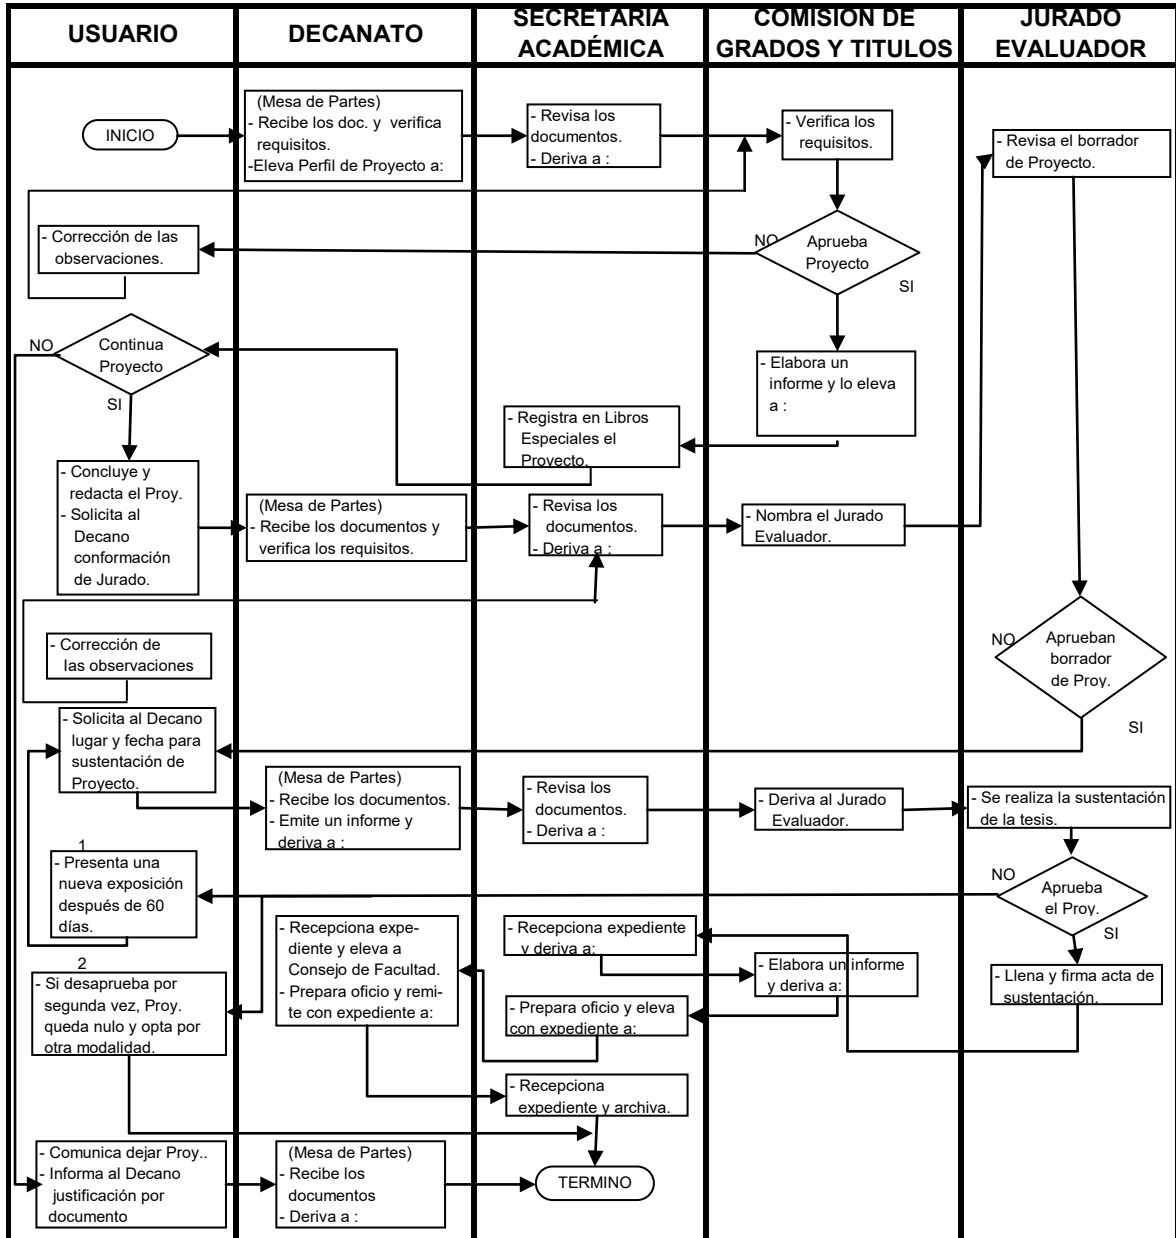 USUARIO
DECANATO
SECRETARIA
ACADÉMICA
COMISION DE
GRADOS Y TITULOS
JURADO
EVALUADOR
INICIO
(Mesa de Partes)
- Recibe los doc. y verifica
requisitos.
-Eleva Perfil de Proyecto a:
- Revisa los
documentos.
- Deriva a :
- Verifica los
requisitos.
- Revisa el borrador
de Proyecto.
- Corrección de las
observaciones.
NO
Aprueba
Proyecto
SI
NO
Continua
Proyecto
SI
- Elabora un
informe y lo eleva
a :
- Registra en Libros
Especiales el
Proyecto.
- Concluye y
redacta el Proy.
- Solicita al
Decano
conformación
de Jurado.
(Mesa de Partes)
- Recibe los documentos y
verifica los requisitos.
- Revisa los
documentos.
- Deriva a :
- Nombra el Jurado
Evaluador.
- Corrección de
las observaciones
NO
Aprueban
borrador
de Proy.
SI
- Solicita al Decano
lugar y fecha para
sustentación de
Proyecto.
(Mesa de Partes)
- Recibe los documentos.
- Emite un informe y
deriva a :
- Revisa los
documentos.
- Deriva a :
- Deriva al Jurado
Evaluador.
- Se realiza la sustentación
de la tesis.
1
- Presenta una
nueva exposición
después de 60
días.
NO
Aprueba
el Proy.
SI
- Recepciona expe-
diente y eleva a
Consejo de Facultad.
- Prepara oficio y remi-
te con expediente a:
- Recepciona expediente
y deriva a:
- Elabora un informe
y deriva a:
- Llena y firma acta de
sustentación.
2
- Si desaprueba por
segunda vez, Proy.
queda nulo y opta por
otra modalidad.
- Prepara oficio y eleva
con expediente a:
- Recepciona
expediente y archiva.
- Comunica dejar Proy..
- Informa al Decano
justificación por
documento
(Mesa de Partes)
- Recibe los
documentos
- Deriva a :
TERMINO